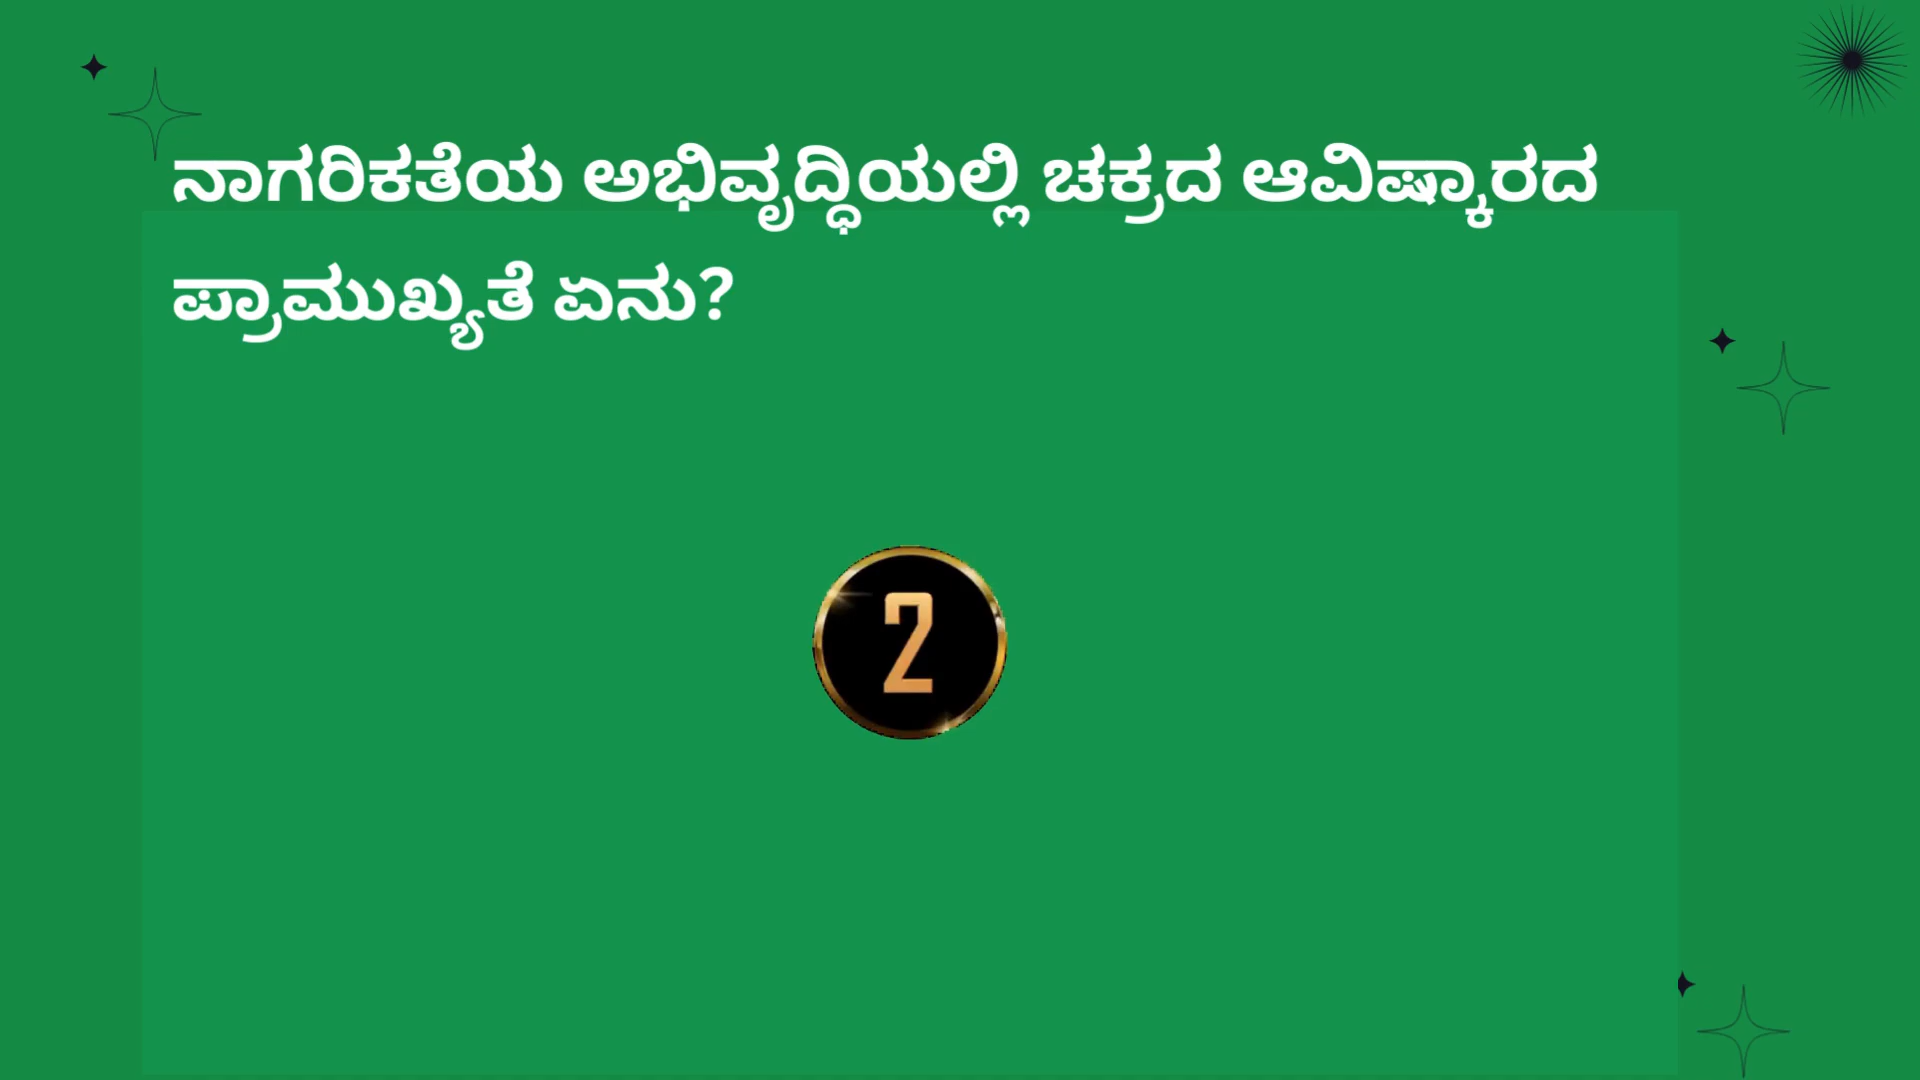 ನಾಗರಿಕತೆಯ ಅಭಿವೃದ್ಧಿಯಲ್ಲಿ ಚಕ್ರದ ಆವಿಷ್ಕಾರದ
ಪ್ರಾಮುಖ್ಯತೆ ಏನು?
2